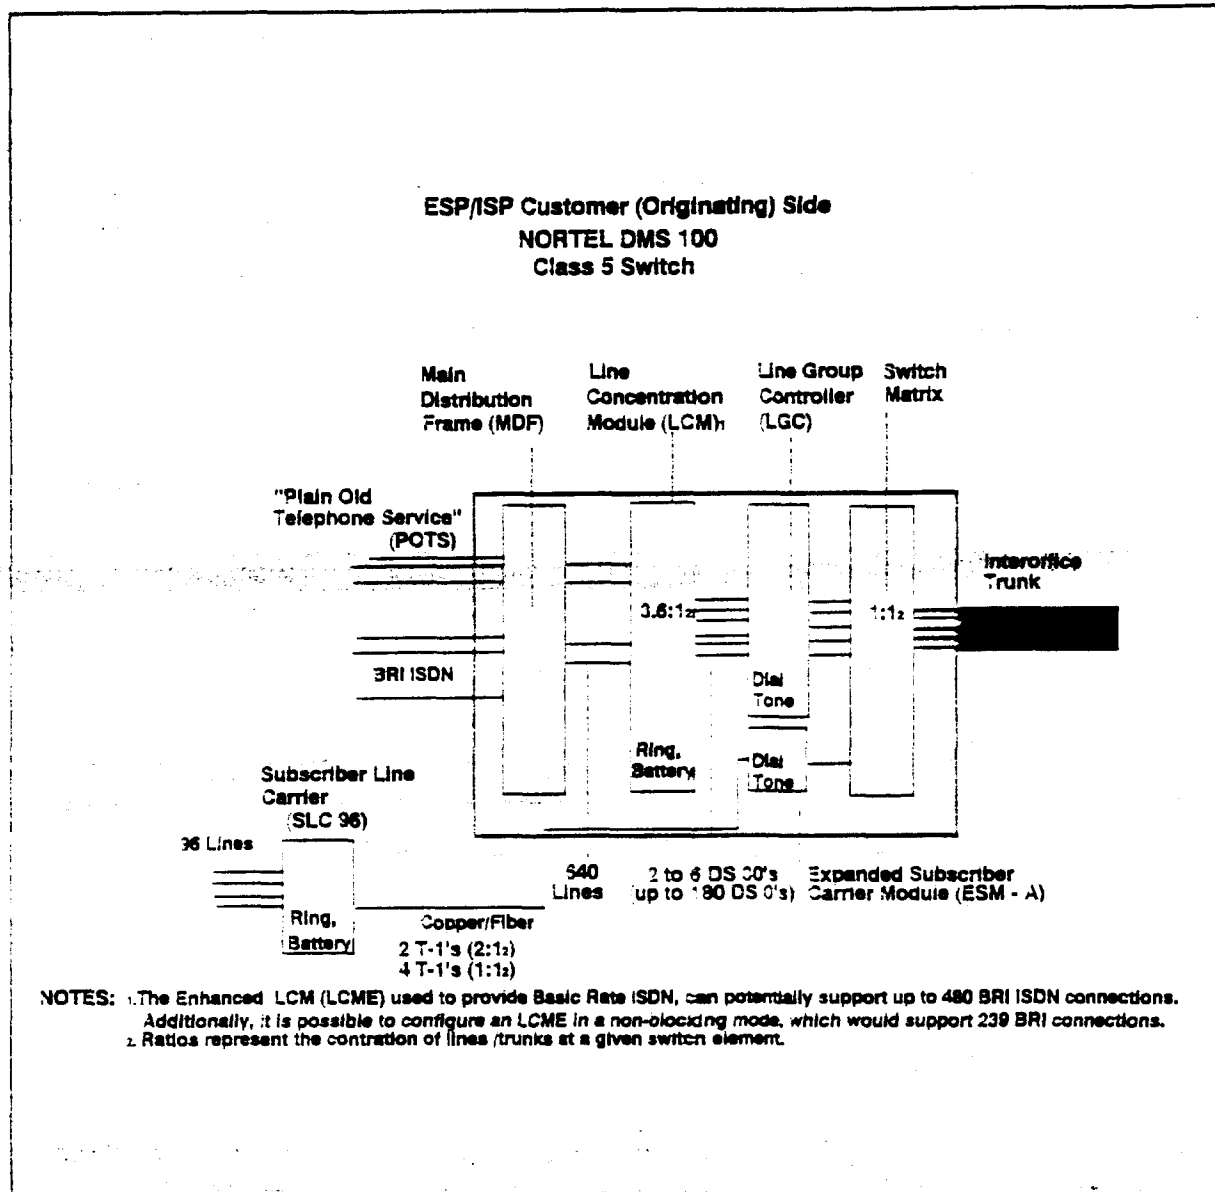 ESP/ISP Customer (Originating) Side
NORTEL DMS 100
Class 5 Switch
Main
Distribution
Frame (MDF)
Line
Concentration
Module (LCM)1
Line Group
Controller
(LGC)
Switch
Matrix
"Plain Old
Telephone Service"
(POTS)
Interoffice
Trunk
3.6:12
1:12
BRI ISDN
Dial
Tone
Ring,
Battery
Dial
Tone
Subscriber Line
Carrier
(SLC 96)
96 Lines
Ring,
Battery
Copper/Fiber
2 T-1's (2:12)
4 T-1's (1:12)
640
Lines
2 to 6 DS 30's
(up to 180 DS 0's)
Expanded Subscriber
Carrier Module (ESM - A)
NOTES: 1.The Enhanced LCM (LCME) used to provide Basic Rate ISDN, can potentially support up to 480 BRI ISDN connections.
Additionally, it is possible to configure an LCME in a non-blocking mode, which would support 239 BRI connections.
2. Ratios represent the contration of lines /trunks at a given switch element.